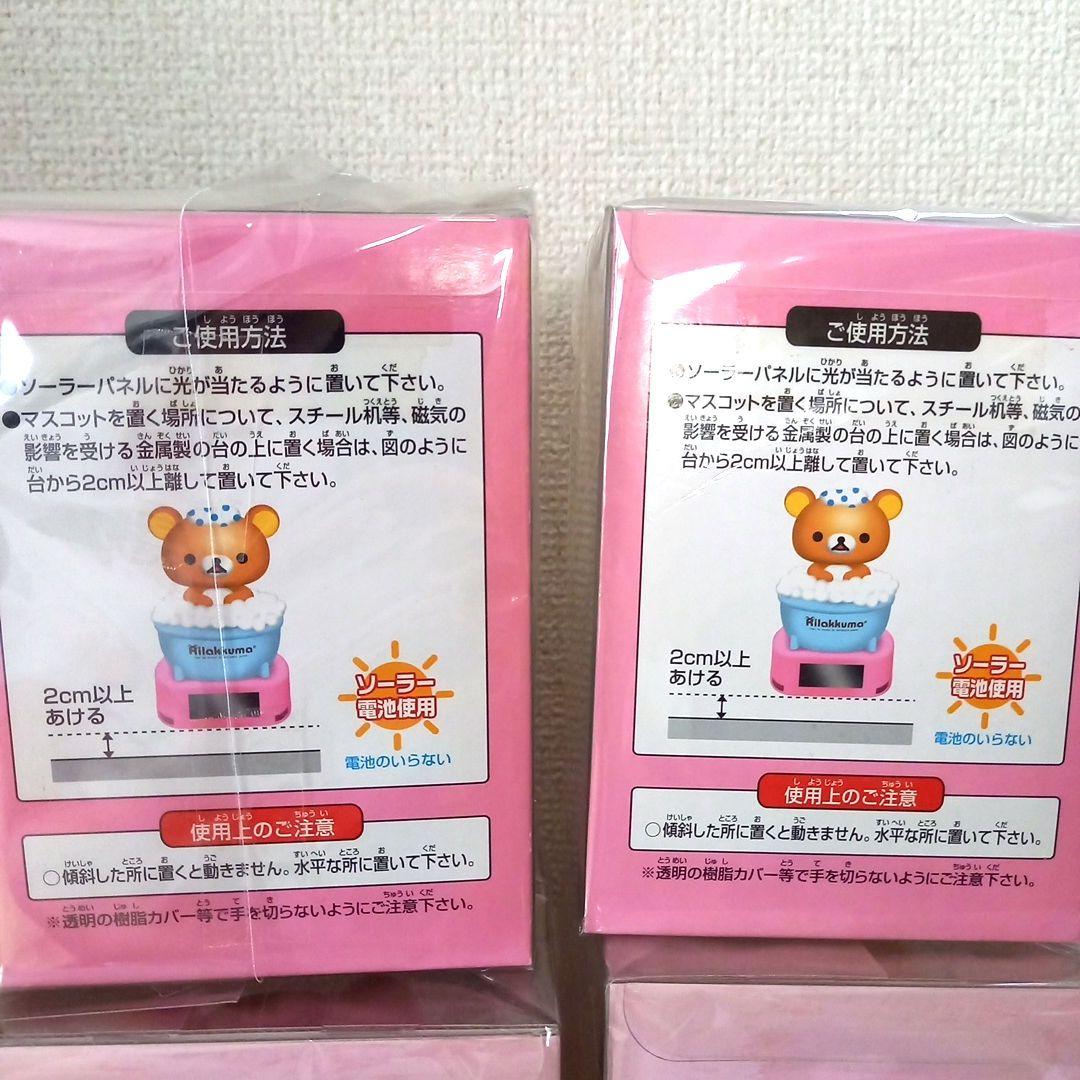 ご使用方法
●ソーラーパネルに光が当たるように置いて下さい。
●マスコットを置く場所について、スチール机等、磁気の
影響を受ける金属製の台の上に置く場合は、図のように
台から2cm以上離して置いて下さい。
Rilakkuma
2cm以上
あける
ソーラー
電池使用
電池のいらない
使用上のご注意
○傾斜した所に置くと動きません。水平な所に置いて下さい。
※透明の樹脂カバー等で手を切らないようにご注意下さい。
ご使用方法
●ソーラーパネルに光が当たるように置いて下さい。
●マスコットを置く場所について、スチール机等、磁気の
影響を受ける金属製の台の上に置く場合は、図のように
台から2cm以上離して置いて下さい。
Rilakkuma
2cm以上
あける
ソーラー
電池使用
電池のいらない
使用上のご注意
○傾斜した所に置くと動きません。水平な所に置いて下さい。
※透明の樹脂カバー等で手を切らないようにご注意下さい。